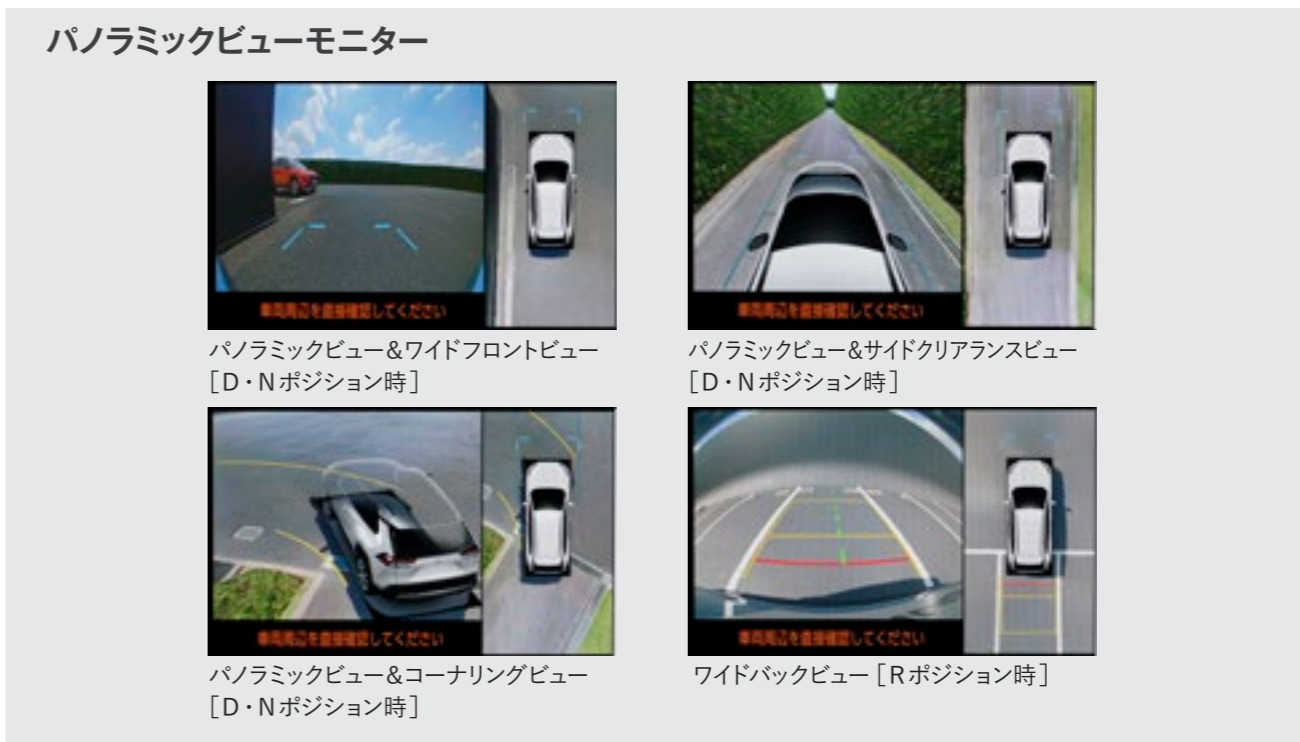 パノラミックビューモニター
車両周辺を直接確認してください
車両周辺を直接確認してください
パノラミックビュー&ワイドフロントビュー
[D・Nポジション時]
パノラミックビュー&サイドクリアランスビュー
[D・Nポジション時]
車両周辺を直接確認してください
車両周辺を直接確認してください
パノラミックビュー&コーナリングビュー
[D・Nポジション時]
ワイドバックビュー[Rポジション時]